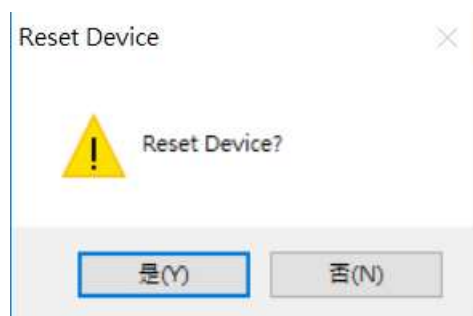 Reset Device
Reset Device?
是(Y)
否(N)